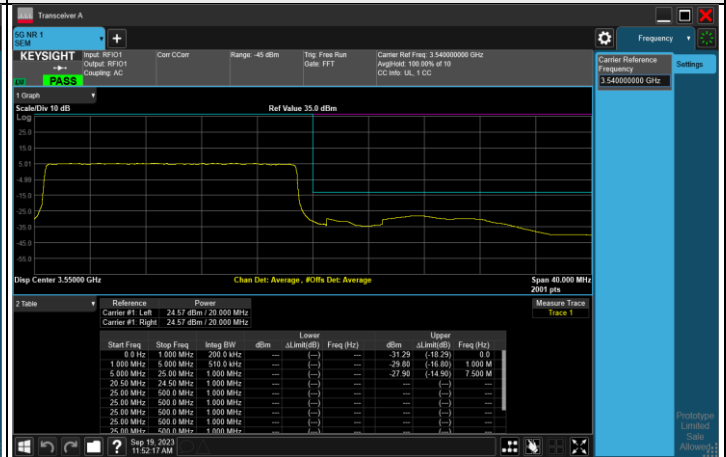 Transceiver A
5G NR 1
SEM
Frequency
KEYSIGHT
PASS
Input: RFIO1
Output: RFIO1
Coupling: AC
Corr CCorr
Range: -45 dBm
Trig: Free Run
Gate: FFT
Carrier Ref Freq: 3.540000000 GHz
Avg|Hold: 100.00% of 10
CC Info: UL, 1 CC
Carrier Reference
Frequency
3.540000000 GHz
Settings
1 Graph
Scale/Div 10 dB
Ref Value 35.0 dBm
Log
25.0
15.0
5.01
-4.99
-15.0
-25.0
-35.0
-45.0
-55.0
Disp Center 3.55000 GHz
Chan Det: Average , #Offs Det: Average
Span 40.000 MHz
2001 pts
2 Table
Reference Power
Carrier #1: Left 24.57 dBm / 20.000 MHz
Carrier #1: Right 24.57 dBm / 20.000 MHz
Measure Trace
Trace 1
Lower Upper
Start Freq Stop Freq Integ BW dBm ΔLimit(dB) Freq (Hz) dBm ΔLimit(dB) Freq (Hz)
0.0 Hz 1.000 MHz 200.0 kHz --- (---) --- -31.29 (-18.29) 0.0
1.000 MHz 5.000 MHz 510.0 kHz --- (---) --- -29.80 (-16.80) 1.000 M
5.000 MHz 25.00 MHz 1.000 MHz --- (---) --- -27.90 (-14.90) 7.500 M
20.50 MHz 24.50 MHz 1.000 MHz --- (---) --- --- (---) ---
25.00 MHz 500.0 MHz 1.000 MHz --- (---) --- --- (---) ---
25.00 MHz 500.0 MHz 1.000 MHz --- (---) --- --- (---) ---
25.00 MHz 500.0 MHz 1.000 MHz --- (---) --- --- (---) ---
25.00 MHz 500.0 MHz 1.000 MHz --- (---) --- --- (---) ---
25.00 MHz 500.0 MHz 1.000 MHz --- (---) --- --- (---) ---
Prototype
Limited
Sale
Allowed
?
Sep 19, 2023
11:52:17 AM